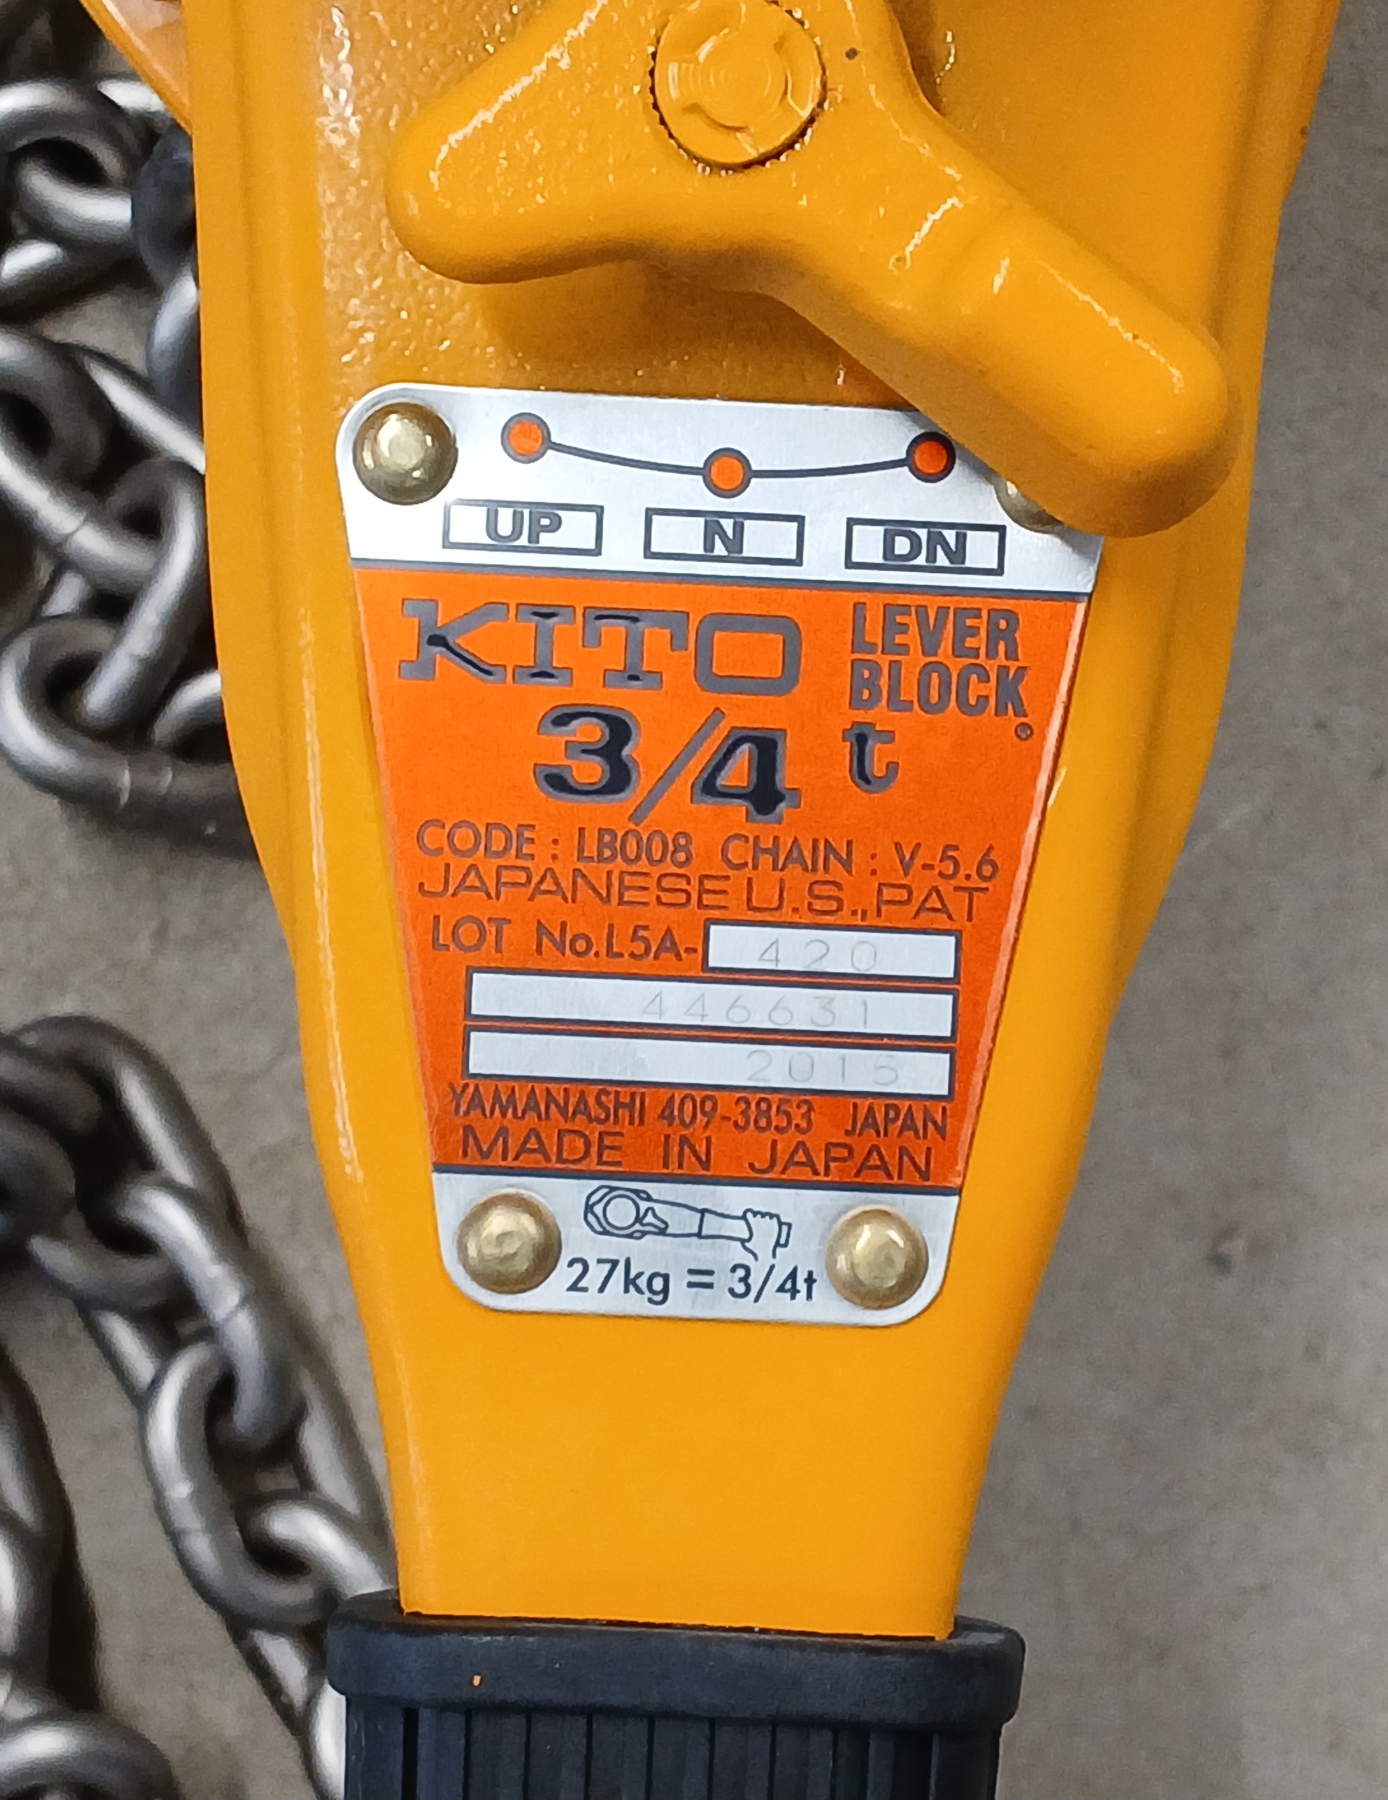 UP N DN
KITO LEVER BLOCK®
3/4 t
CODE : LB008 CHAIN : V-5.6
JAPANESE U.S.,PAT
LOT No.L5A- 420
446631
2015
YAMANASHI 409-3853 JAPAN
MADE IN JAPAN
27kg = 3/4t